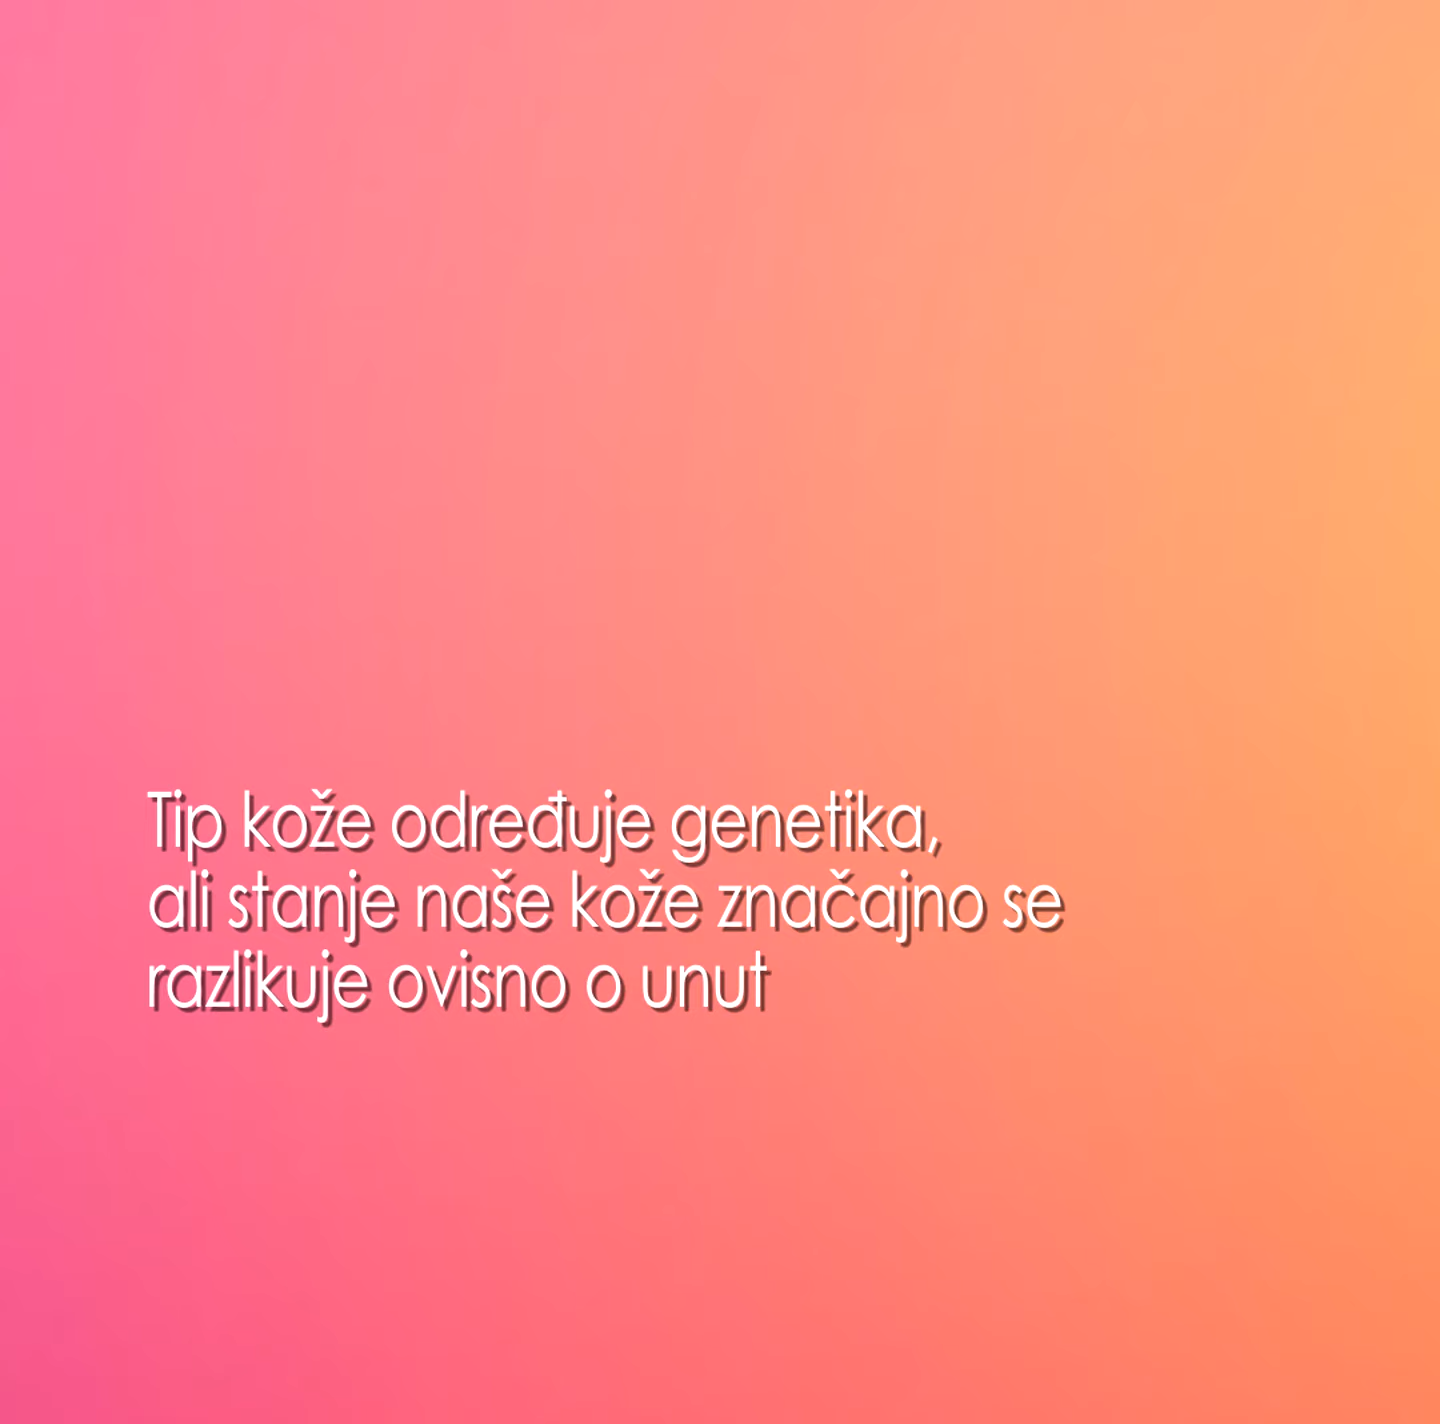 Tip kože određuje genetika,
ali stanje naše kože značajno se
razlikuje ovisno o unut